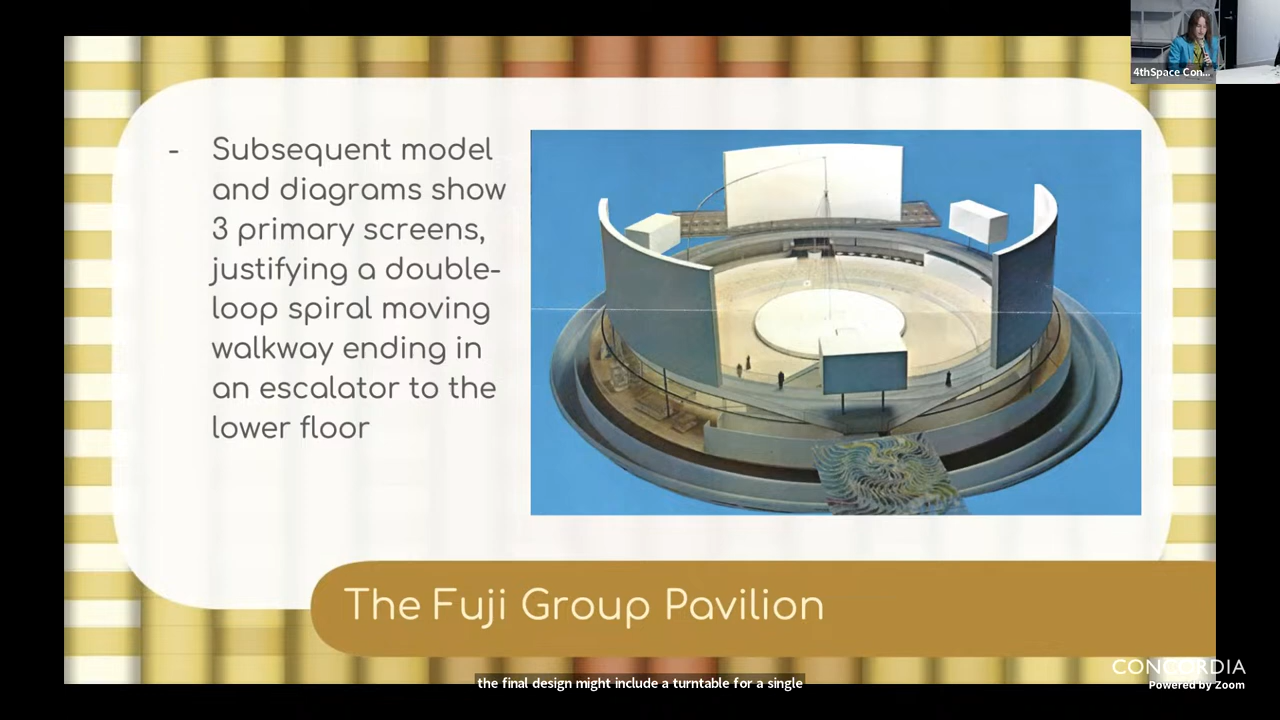 4thSpace Con...
- Subsequent model
and diagrams show
3 primary screens,
justifying a double-
loop spiral moving
walkway ending in
an escalator to the
lower floor
The Fuji Group Pavilion
CONCORDIA
Powered by Zoom
the final design might include a turntable for a single